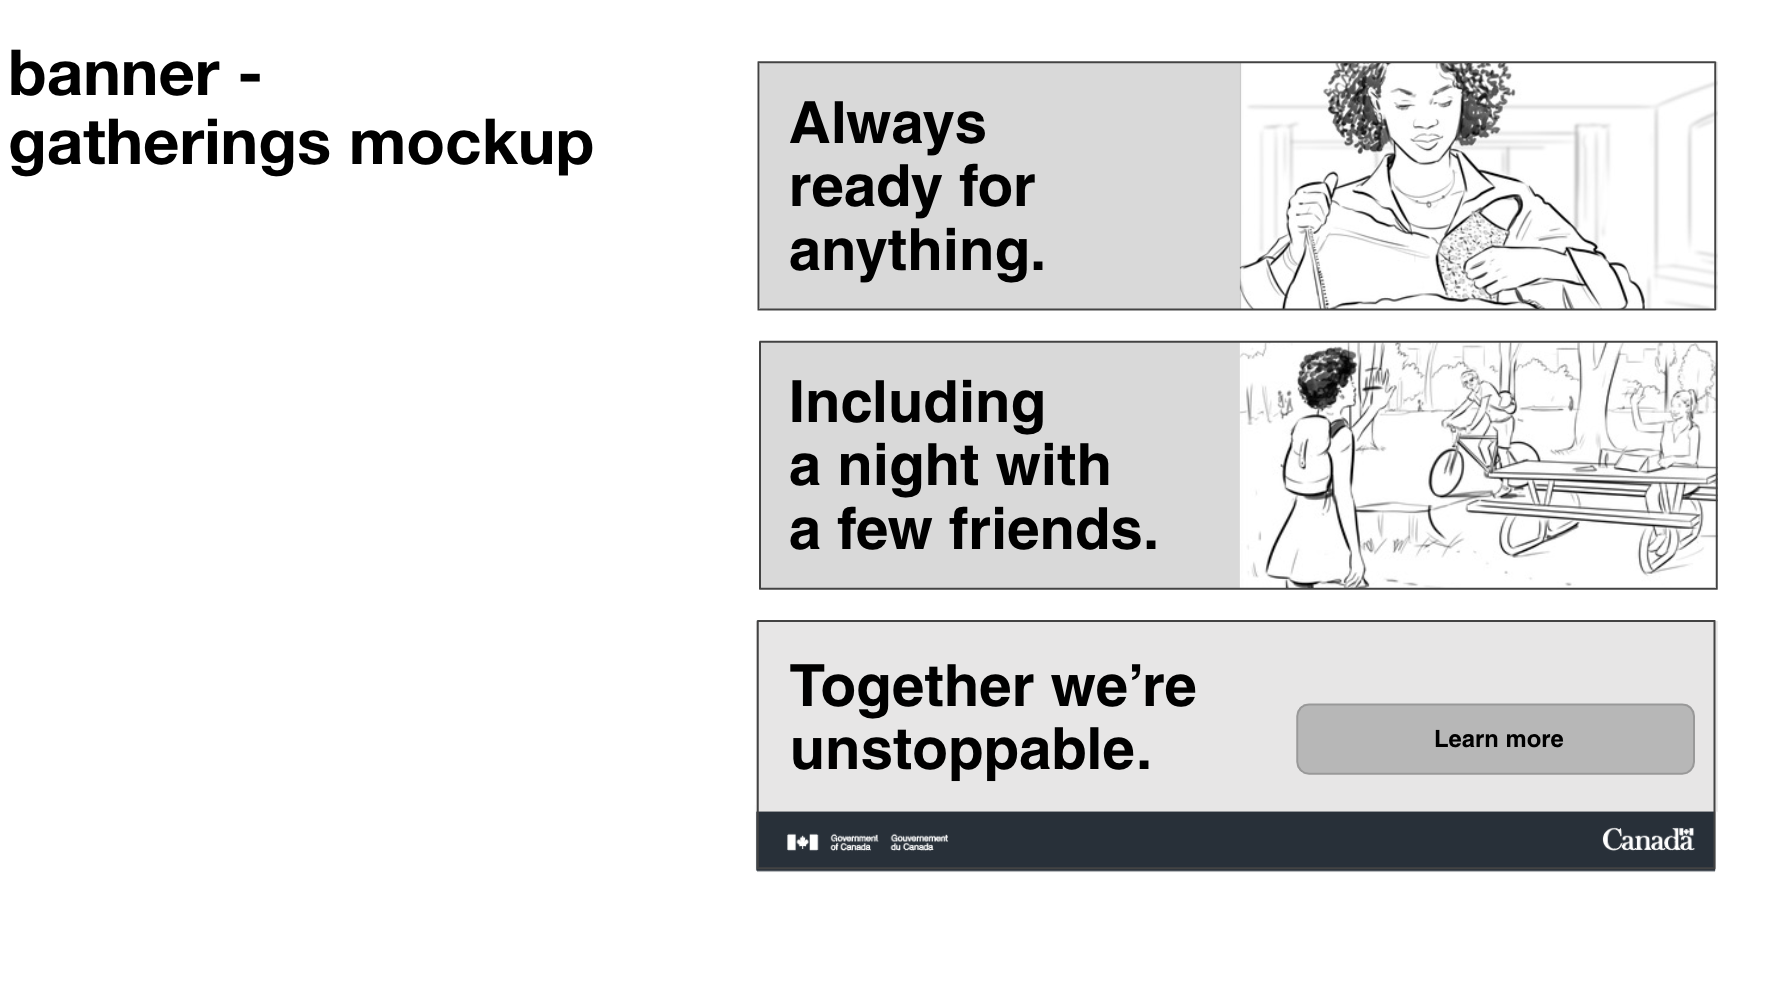 banner -
gatherings mockup
Always
ready for
anything.
Including
a night with
a few friends.
Together we’re
unstoppable.
Learn more
Government
of Canada
Gouvernement
du Canada
Canada